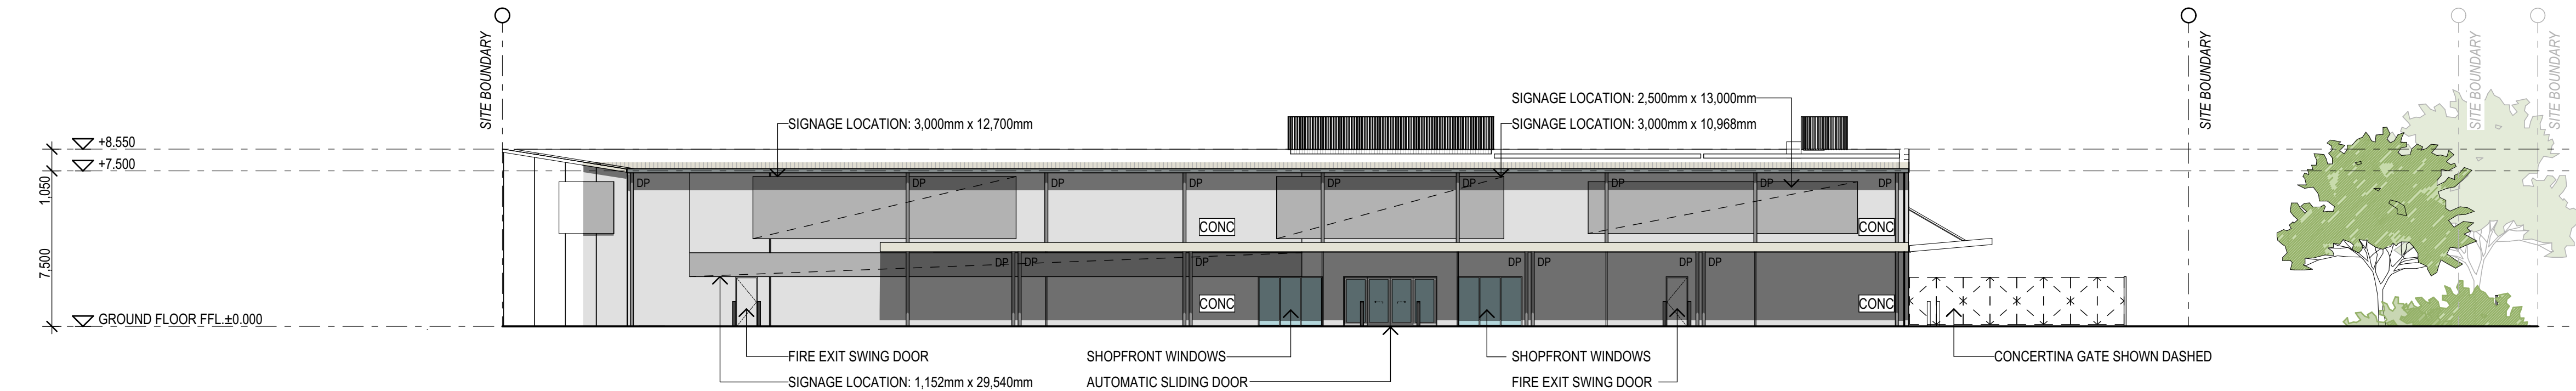 SITE BOUNDARY
SITE BOUNDARY
SITE BOUNDARY
SITE BOUNDARY
SIGNAGE LOCATION: 2,500mm x 13,000mm
SIGNAGE LOCATION: 3,000mm x 12,700mm
SIGNAGE LOCATION: 3,000mm x 10,968mm
+8.550
+7.500
1,050
7,500
DP
DP
DP
DP
DP
DP
DP
DP
DP
CONC
CONC
DP
DP
DP
DP
DP
DP
DP
CONC
CONC
GROUND FLOOR FFL.±0.000
FIRE EXIT SWING DOOR
SHOPFRONT WINDOWS
SHOPFRONT WINDOWS
CONCERTINA GATE SHOWN DASHED
SIGNAGE LOCATION: 1,152mm x 29,540mm
AUTOMATIC SLIDING DOOR
FIRE EXIT SWING DOOR